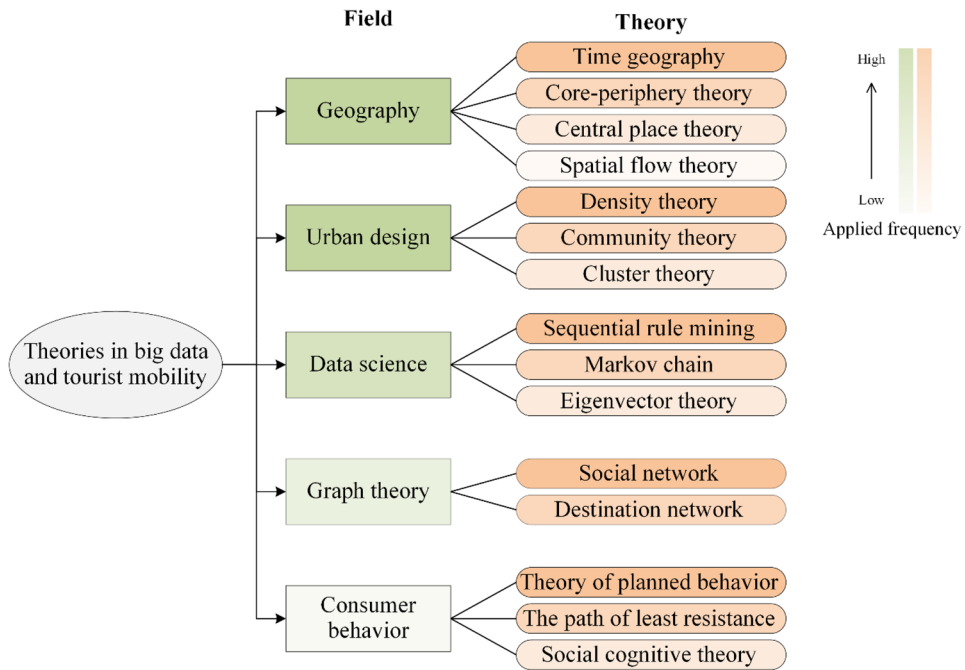 Field
Theory
Time geography
Core-periphery theory
Geography
Central place theory
Spatial flow theory
High
Low
Applied frequency
Density theory
Urban design
Community theory
Cluster theory
Theories in big data
and tourist mobility
Sequential rule mining
Data science
Markov chain
Eigenvector theory
Social network
Graph theory
Destination network
Theory of planned behavior
Consumer
behavior
The path of least resistance
Social cognitive theory